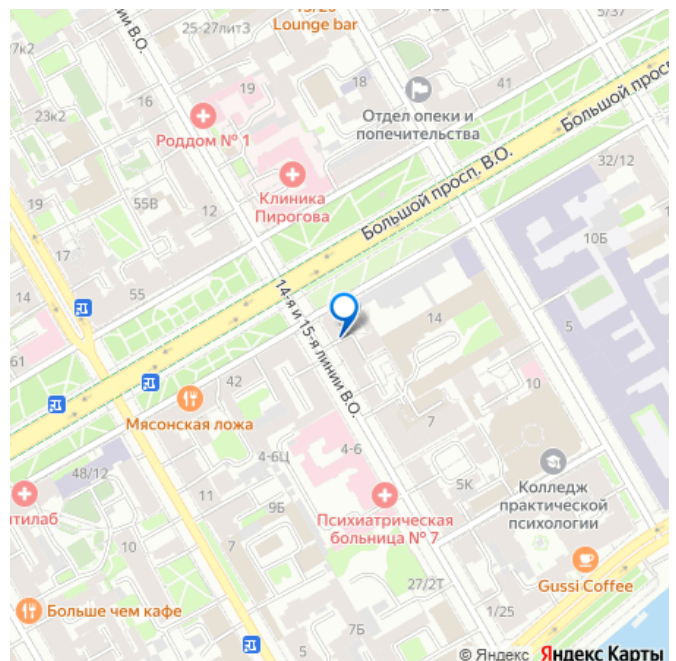 25-27лит3
Lounge bar
5/37
линии В.О.
16
19
18
41
23к2
Роддом № 1
Отдел опеки и
попечительства
Большой просп. В.О.
Большой просп.
32/12
Клиника
Пирогова
19
55В
12
10Б
17
14
55
14-я и 15-я линии В.О.
14
5
61
42
10
Мясонская ложа
7
4-6Ц
4-6
48/12
11
9Б
5К
Колледж
практической
психологии
Психиатрическая
больница № 7
10
7
27/2Т
Gussi Coffee
Больше чем кафе
1/25
7Б
5
© Яндекс Яндекс Карты